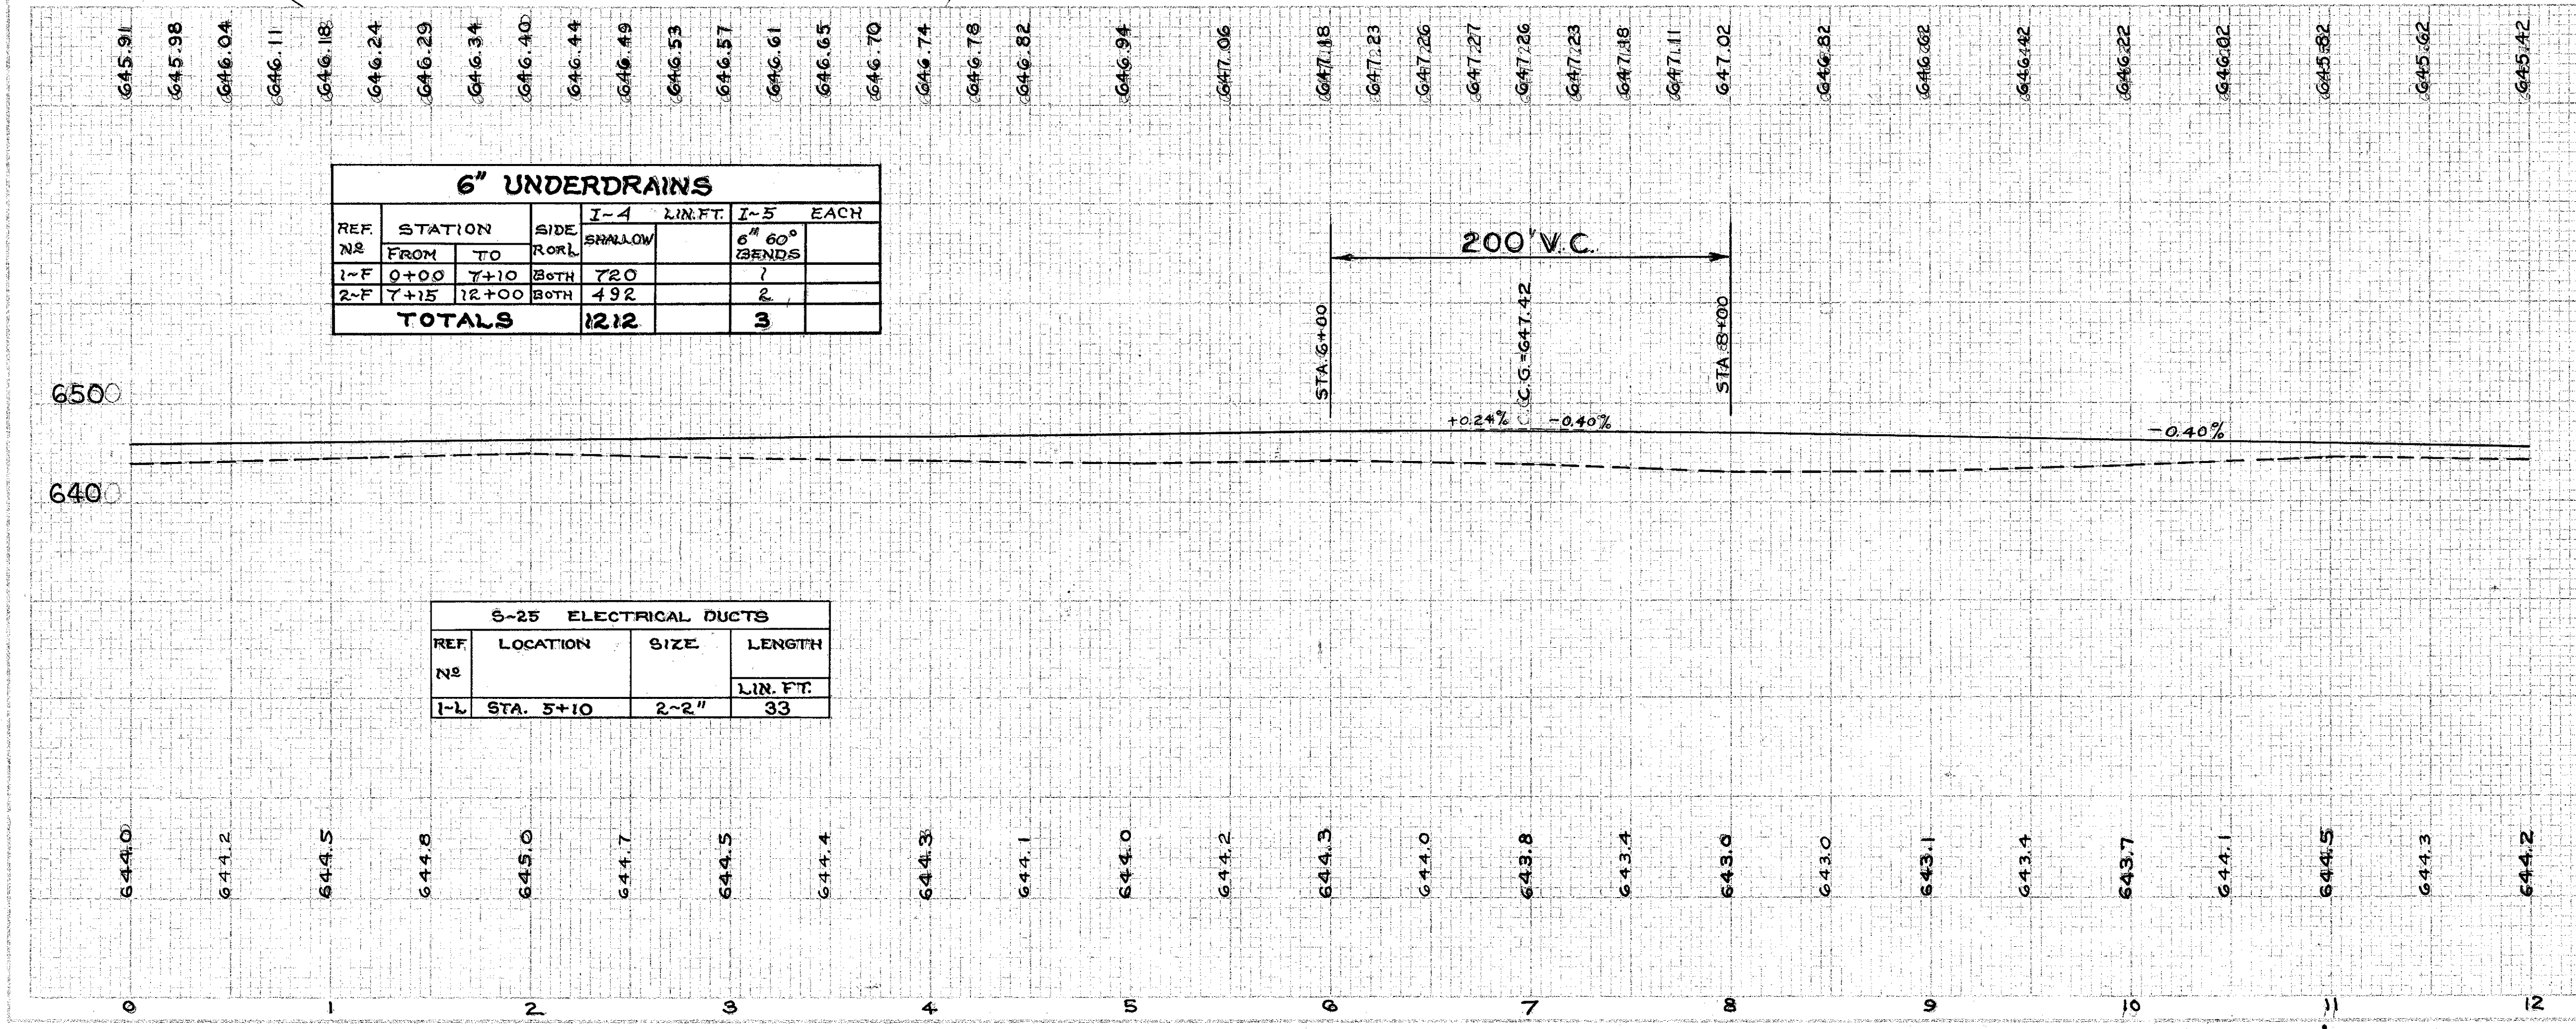 645.91 645.98 646.04 646.11 646.18 646.24 646.29 646.34 646.40 646.44 646.49 646.53 646.57 646.61 646.65 646.70 646.74 646.78 646.82 646.94 647.06 647.18 647.23 647.26 647.27 647.26 647.23 647.18 647.11 647.02 646.82 646.62 646.42 646.22 646.02 645.82 645.62 645.42
6" UNDERDRAINS
REF. Nº STATION SIDE R OR L I~4 LIN.FT. I~5 EACH
FROM TO SHALLOW 6" 60° BENDS
1~F 0+00 7+10 BOTH 720 1
2~F 7+15 12+00 BOTH 492 2
TOTALS 1212 3
200' V.C.
STA. 6+00
C.G.=647.42
STA. 8+00
650
+0.24% -0.40%
-0.40%
640
S~25 ELECTRICAL DUCTS
REF. Nº LOCATION SIZE LENGTH
LIN. FT.
1~L STA. 5+10 2~2" 33
644.0 644.2 644.5 644.8 645.0 644.7 644.5 644.4 644.3 644.1 644.0 644.2 644.3 644.0 643.8 643.4 643.0 643.0 643.1 643.4 643.7 644.1 644.5 644.3 644.2
0 1 2 3 4 5 6 7 8 9 10 11 12